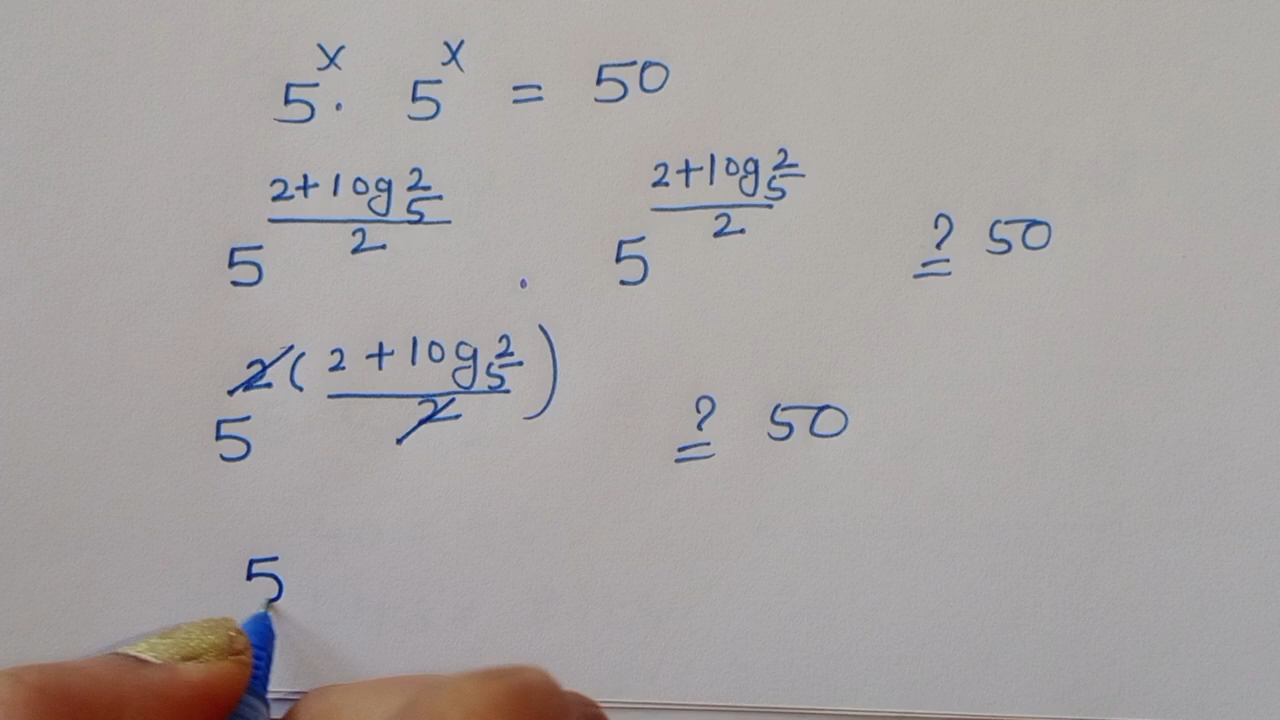 5^x · 5^x = 50
5^((2+log_5 2)/2) · 5^((2+log_5 2)/2) ≟ 50
5^(2((2+log_5 2)/2)) ≟ 50
5